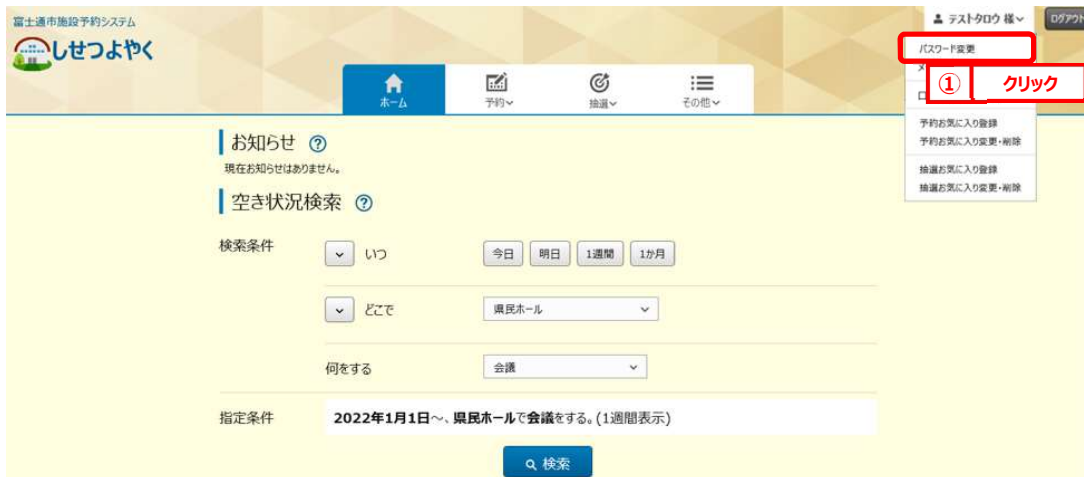 富士通市施設予約システム
しせつよやく
テストタロウ 様
ログアウト
パスワード変更
① クリック
予約お気に入り登録
予約お気に入り変更・削除
抽選お気に入り登録
抽選お気に入り変更・削除
ホーム
予約
抽選
その他
お知らせ ?
現在お知らせはありません。
空き状況検索 ?
検索条件
いつ
今日 明日 1週間 1か月
どこで
県民ホール
何をする
会議
指定条件
2022年1月1日～、県民ホールで会議をする。(1週間表示)
検索